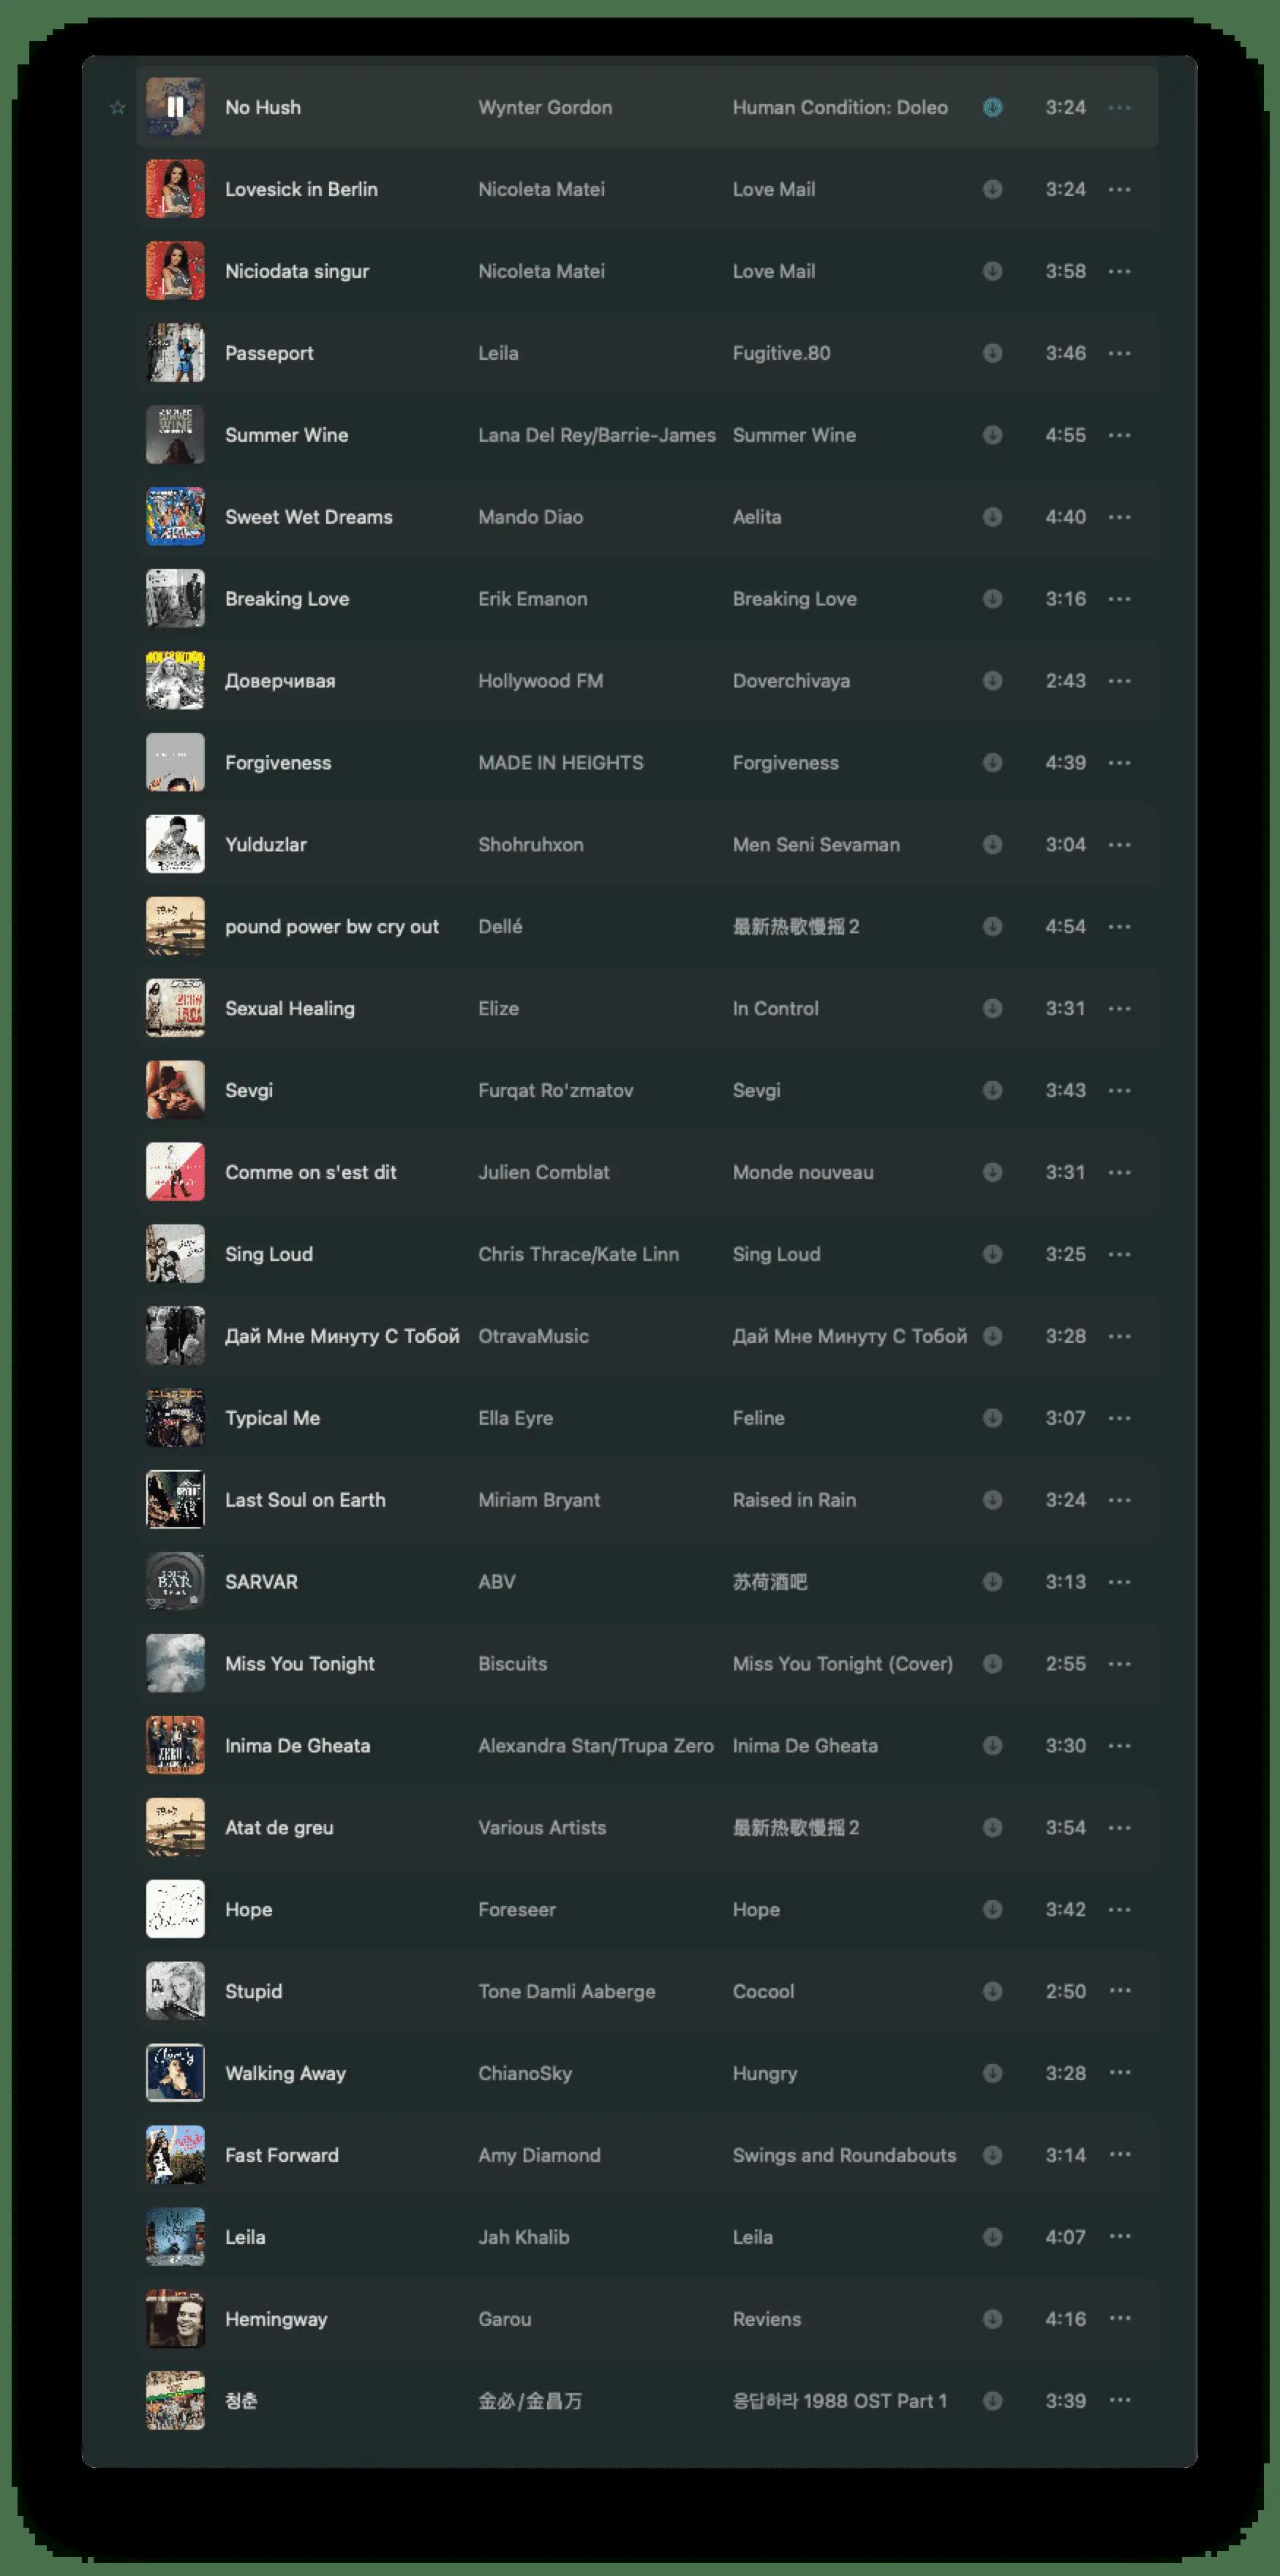 No Hush Wynter Gordon Human Condition: Doleo 3:24
Lovesick in Berlin Nicoleta Matei Love Mail 3:24
Niciodata singur Nicoleta Matei Love Mail 3:58
Passeport Leila Fugitive.80 3:46
Summer Wine Lana Del Rey/Barrie-James Summer Wine 4:55
Sweet Wet Dreams Mando Diao Aelita 4:40
Breaking Love Erik Emanon Breaking Love 3:16
Доверчивая Hollywood FM Doverchivaya 2:43
Forgiveness MADE IN HEIGHTS Forgiveness 4:39
Yulduzlar Shohruhxon Men Seni Sevaman 3:04
pound power bw cry out Dellé 最新热歌慢摇2 4:54
Sexual Healing Elize In Control 3:31
Sevgi Furqat Ro'zmatov Sevgi 3:43
Comme on s'est dit Julien Comblat Monde nouveau 3:31
Sing Loud Chris Thrace/Kate Linn Sing Loud 3:25
Дай Мне Минуту С Тобой OtravaMusic Дай Мне Минуту С Тобой 3:28
Typical Me Ella Eyre Feline 3:07
Last Soul on Earth Miriam Bryant Raised in Rain 3:24
SARVAR ABV 苏荷酒吧 3:13
Miss You Tonight Biscuits Miss You Tonight (Cover) 2:55
Inima De Gheata Alexandra Stan/Trupa Zero Inima De Gheata 3:30
Atat de greu Various Artists 最新热歌慢摇2 3:54
Hope Foreseer Hope 3:42
Stupid Tone Damli Aaberge Cocool 2:50
Walking Away ChianoSky Hungry 3:28
Fast Forward Amy Diamond Swings and Roundabouts 3:14
Leila Jah Khalib Leila 4:07
Hemingway Garou Reviens 4:16
청춘 金必/金昌万 응답하라 1988 OST Part 1 3:39